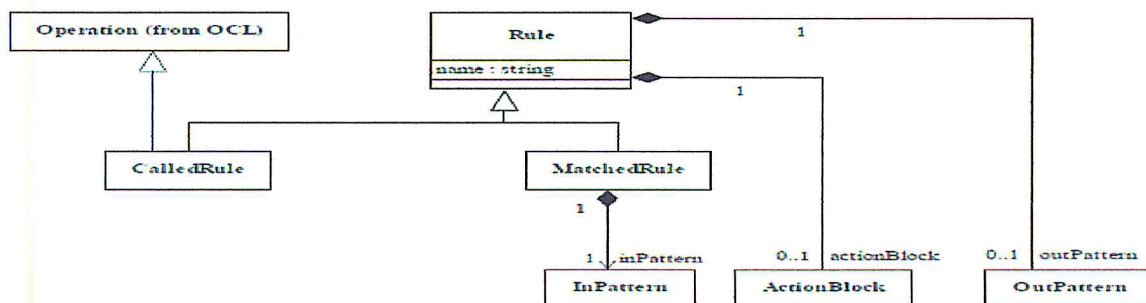 Operation (from OCL)
Rule
1
name : string
1
CalledRule
MatchedRule
1
1 inPattern
0..1 actionBlock
0..1 outPattern
InPattern
ActionBlock
OutPattern